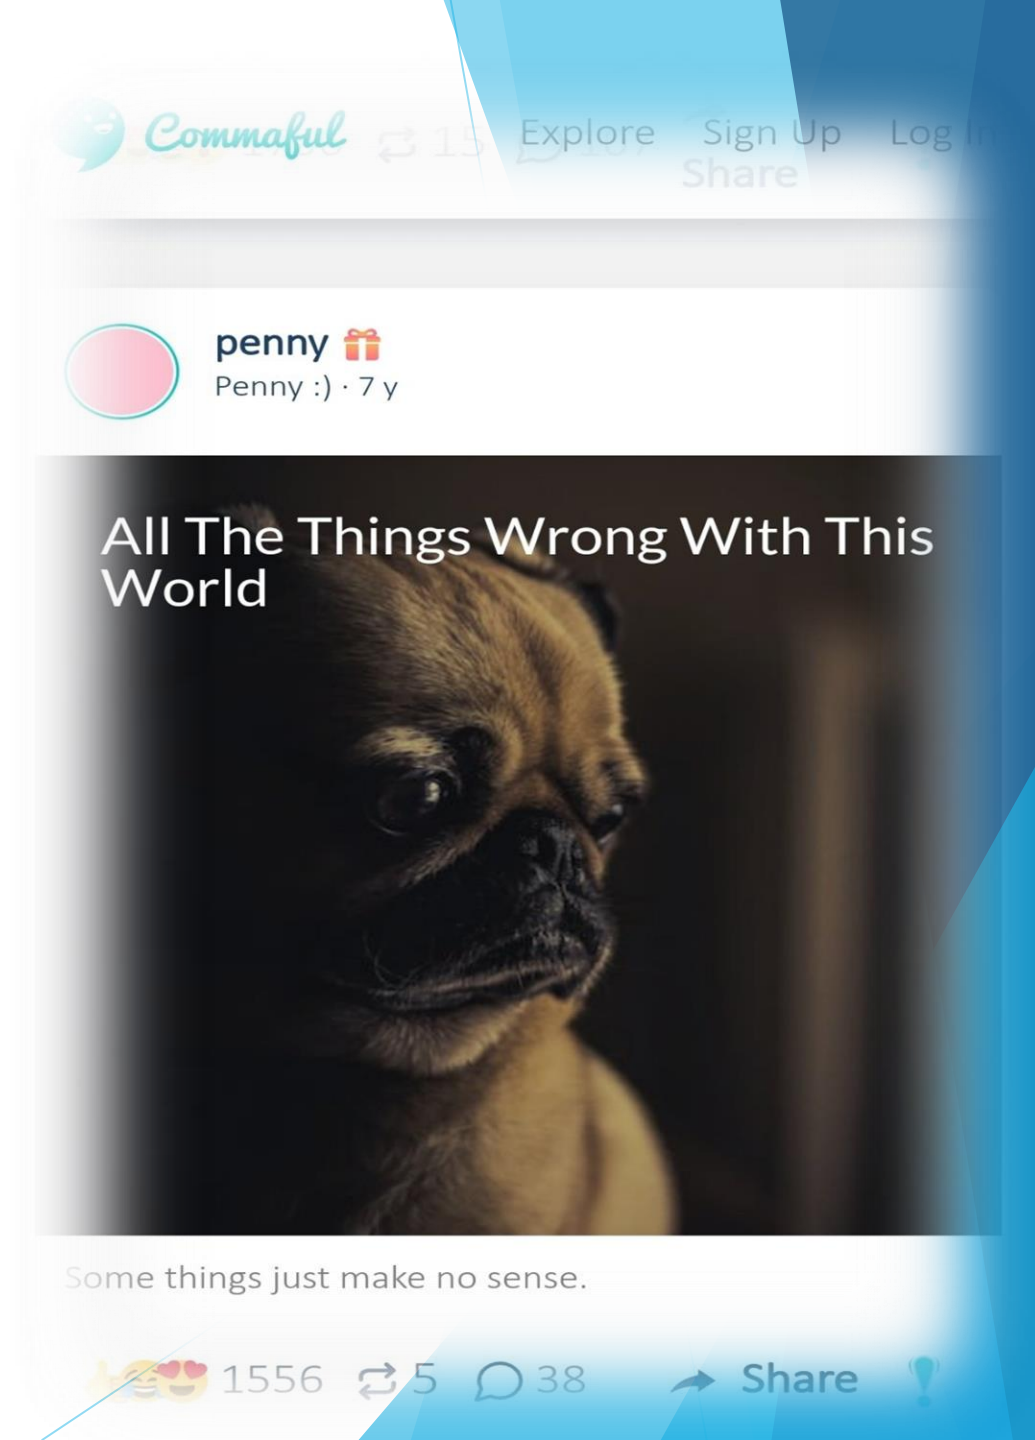 Commaful
Explore
Sign Up
Log In
15
Share
penny
Penny :) · 7 y
All The Things Wrong With This
World
Some things just make no sense.
1556
5
38
Share